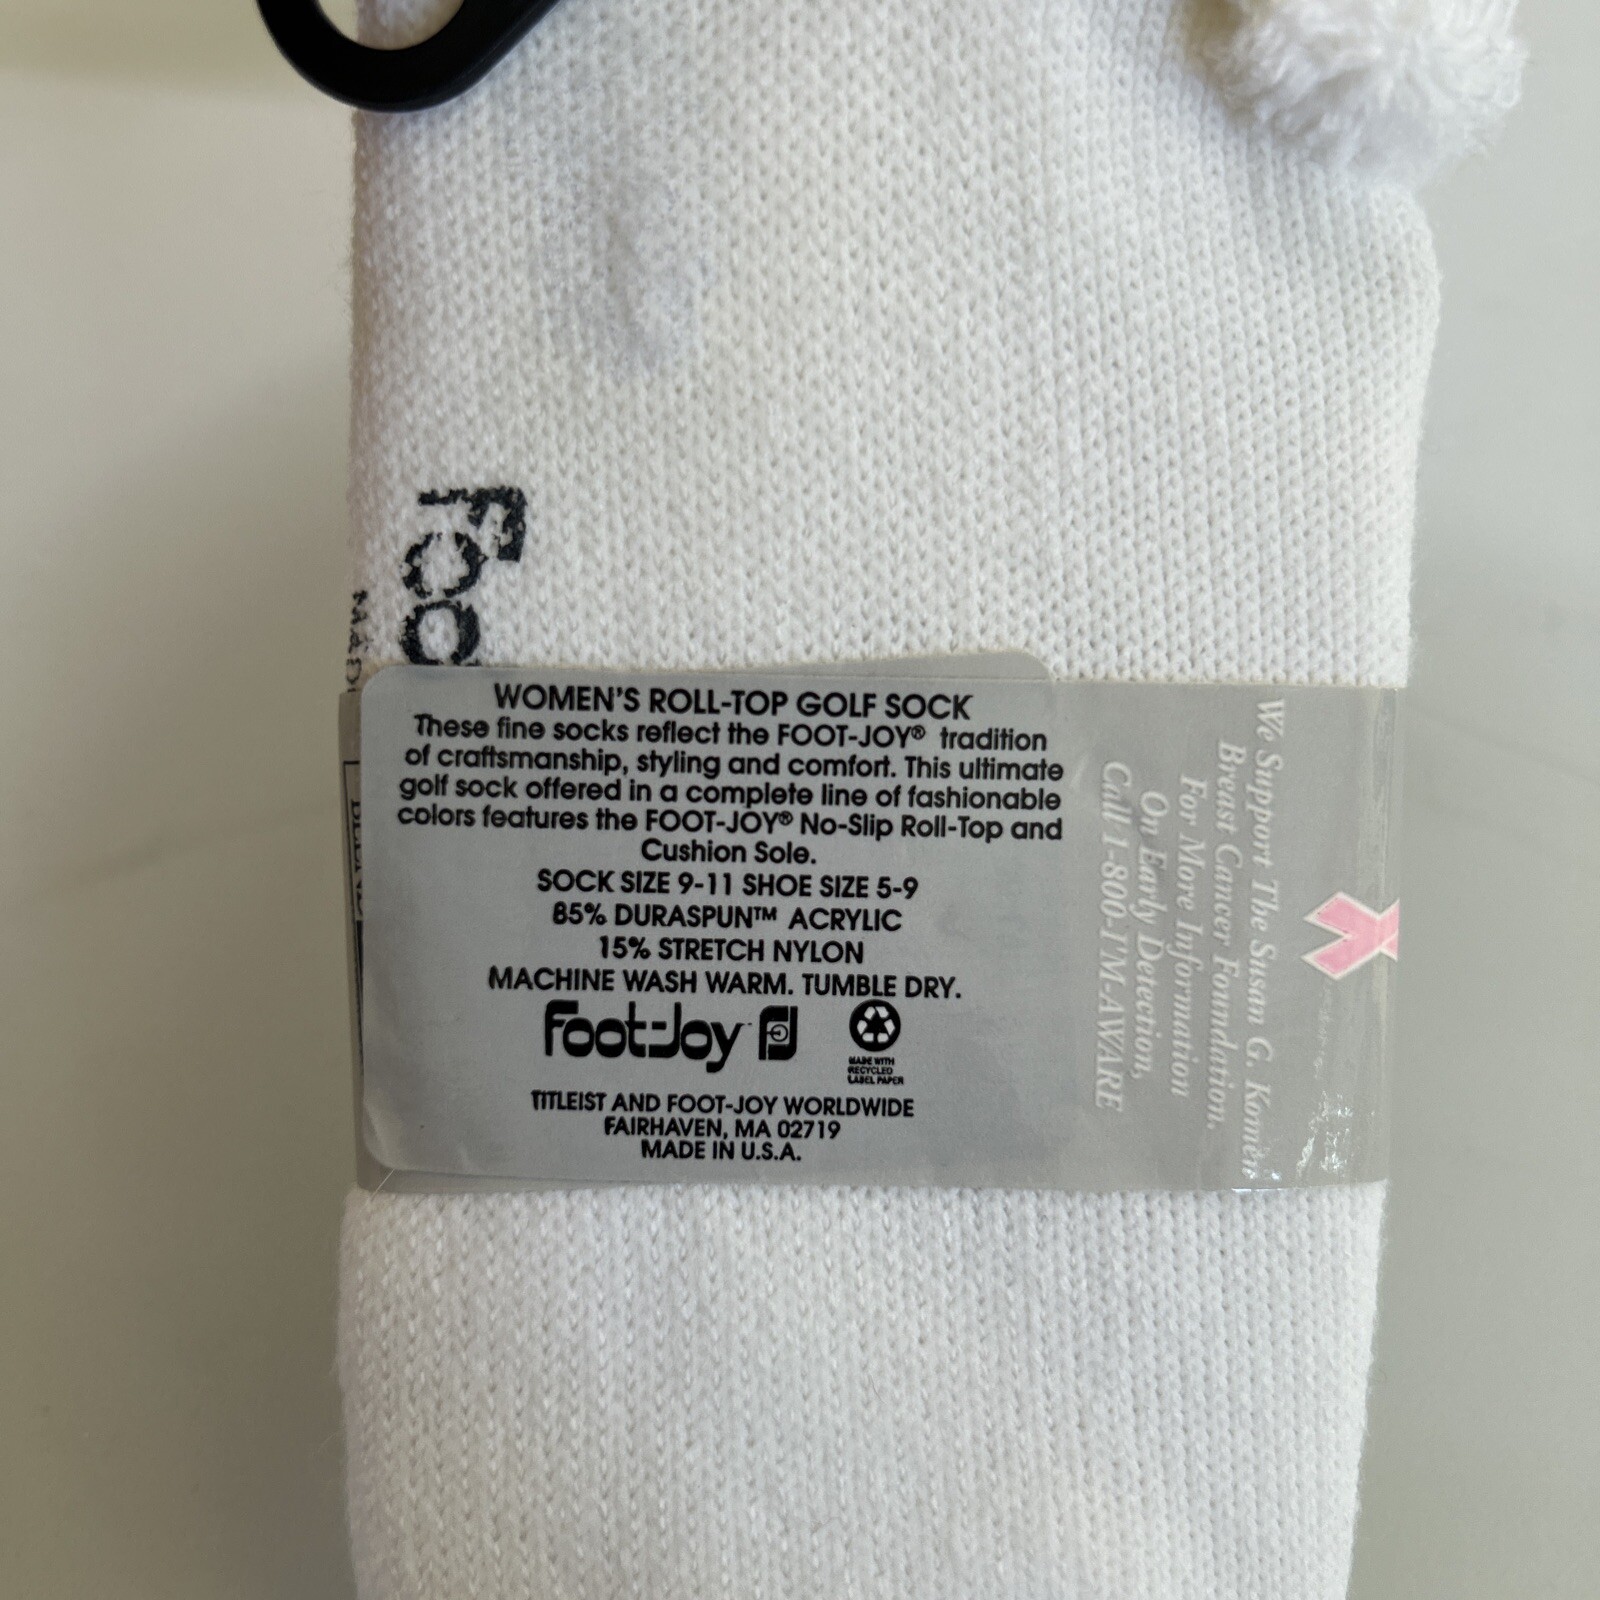 Foo
WOMEN'S ROLL-TOP GOLF SOCK
These fine socks reflect the FOOT-JOY® tradition
of craftsmanship, styling and comfort. This ultimate
golf sock offered in a complete line of fashionable
colors features the FOOT-JOY® No-Slip Roll-Top and
Cushion Sole.
SOCK SIZE 9-11 SHOE SIZE 5-9
85% DURASPUN™ ACRYLIC
15% STRETCH NYLON
MACHINE WASH WARM. TUMBLE DRY.
Foot-Joy™ FJ
MADE WITH
RECYCLED
LABEL PAPER
TITLEIST AND FOOT-JOY WORLDWIDE
FAIRHAVEN, MA 02719
MADE IN U.S.A.
We Support The Susan G. Komen
Breast Cancer Foundation.
For More Information
On Early Detection,
Call 1-800-I'M-AWARE